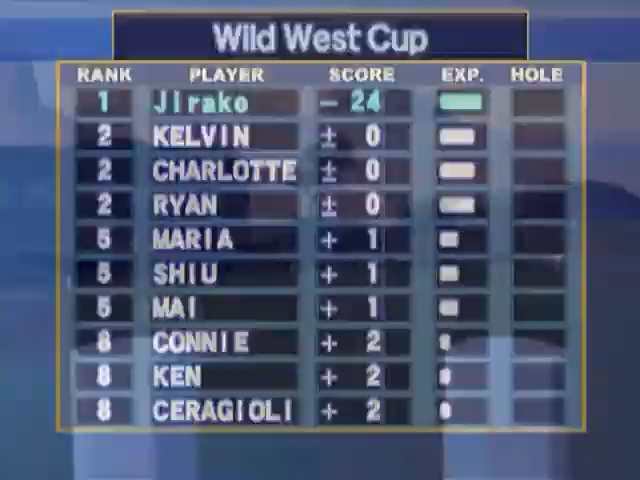 Wild West Cup
RANK PLAYER SCORE EXP. HOLE
1 Jirako - 24
2 KELVIN ± 0
2 CHARLOTTE ± 0
2 RYAN ± 0
5 MARIA + 1
5 SHIU + 1
5 MAI + 1
8 CONNIE + 2
8 KEN + 2
8 CERAGIOLI + 2